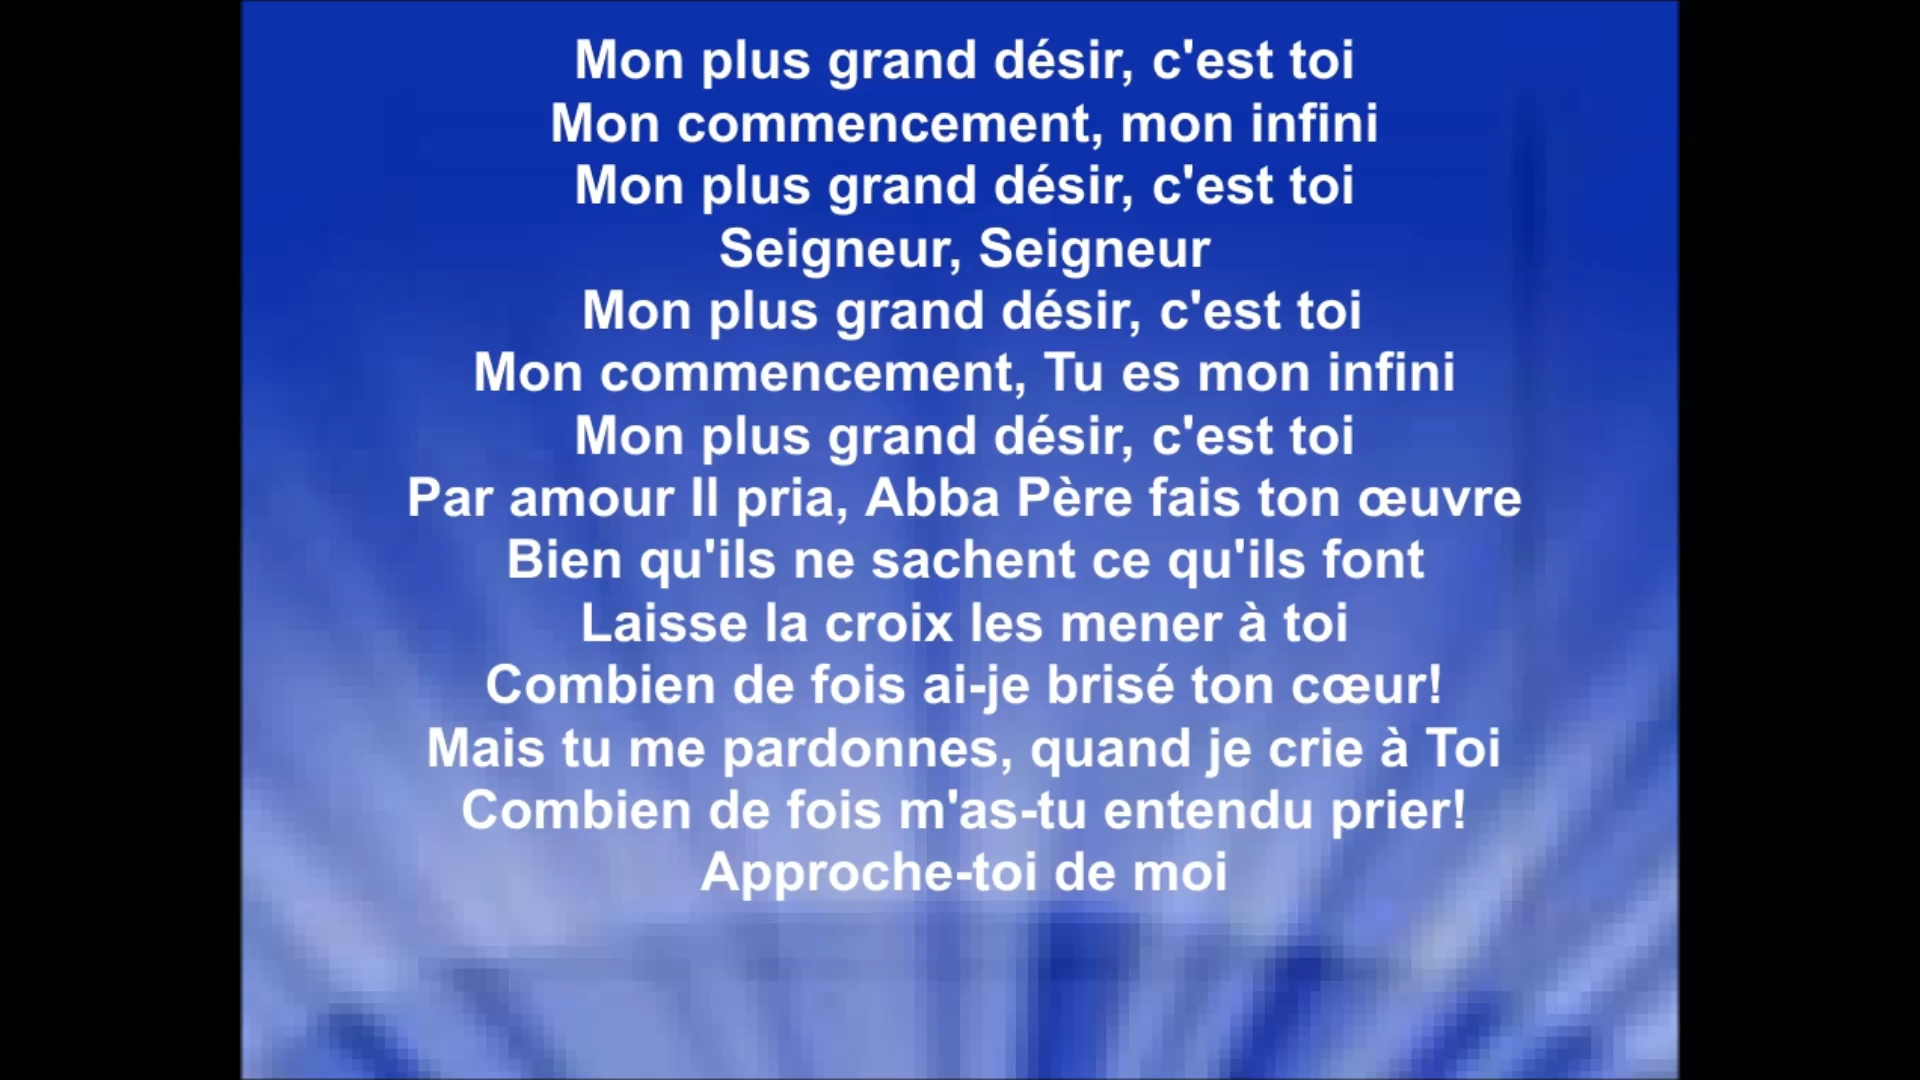 Mon plus grand désir, c'est toi
Mon commencement, mon infini
Mon plus grand désir, c'est toi
Seigneur, Seigneur
Mon plus grand désir, c'est toi
Mon commencement, Tu es mon infini
Mon plus grand désir, c'est toi
Par amour Il pria, Abba Père fais ton œuvre
Bien qu'ils ne sachent ce qu'ils font
Laisse la croix les mener à toi
Combien de fois ai-je brisé ton cœur!
Mais tu me pardonnes, quand je crie à Toi
Combien de fois m'as-tu entendu prier!
Approche-toi de moi